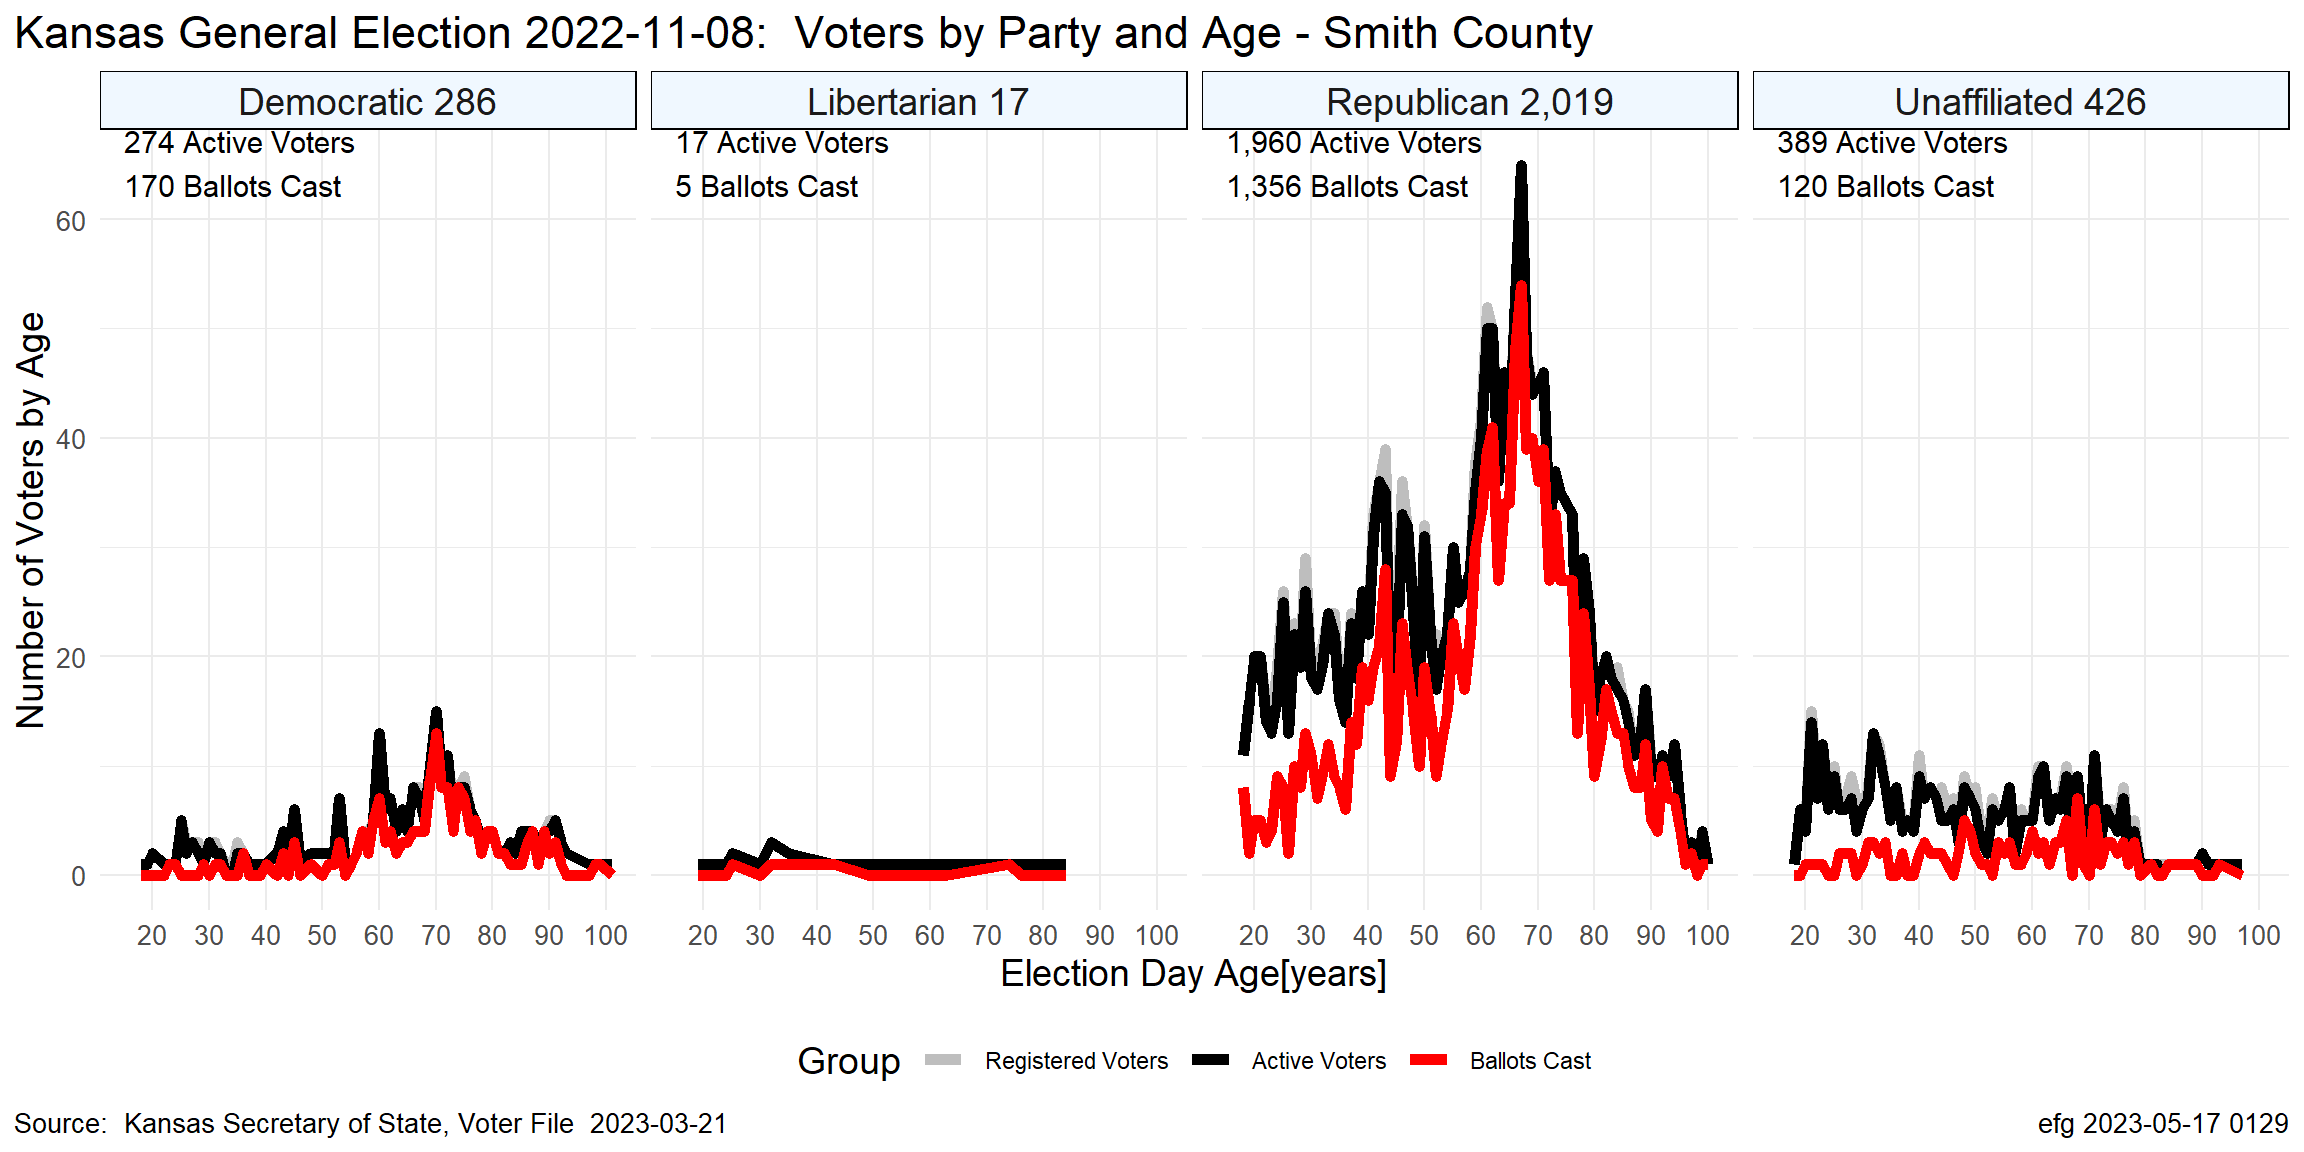 Kansas General Election 2022-11-08:  Voters by Party and Age - Smith County
Democratic 286
Libertarian 17
Republican 2,019
Unaffiliated 426
274 Active Voters
170 Ballots Cast
17 Active Voters
5 Ballots Cast
1,960 Active Voters
1,356 Ballots Cast
389 Active Voters
120 Ballots Cast
Number of Voters by Age
60
40
20
0
20 30 40 50 60 70 80 90 100
20 30 40 50 60 70 80 90 100
20 30 40 50 60 70 80 90 100
20 30 40 50 60 70 80 90 100
Election Day Age[years]
Group Registered Voters Active Voters Ballots Cast
Source:  Kansas Secretary of State, Voter File  2023-03-21
efg 2023-05-17 0129